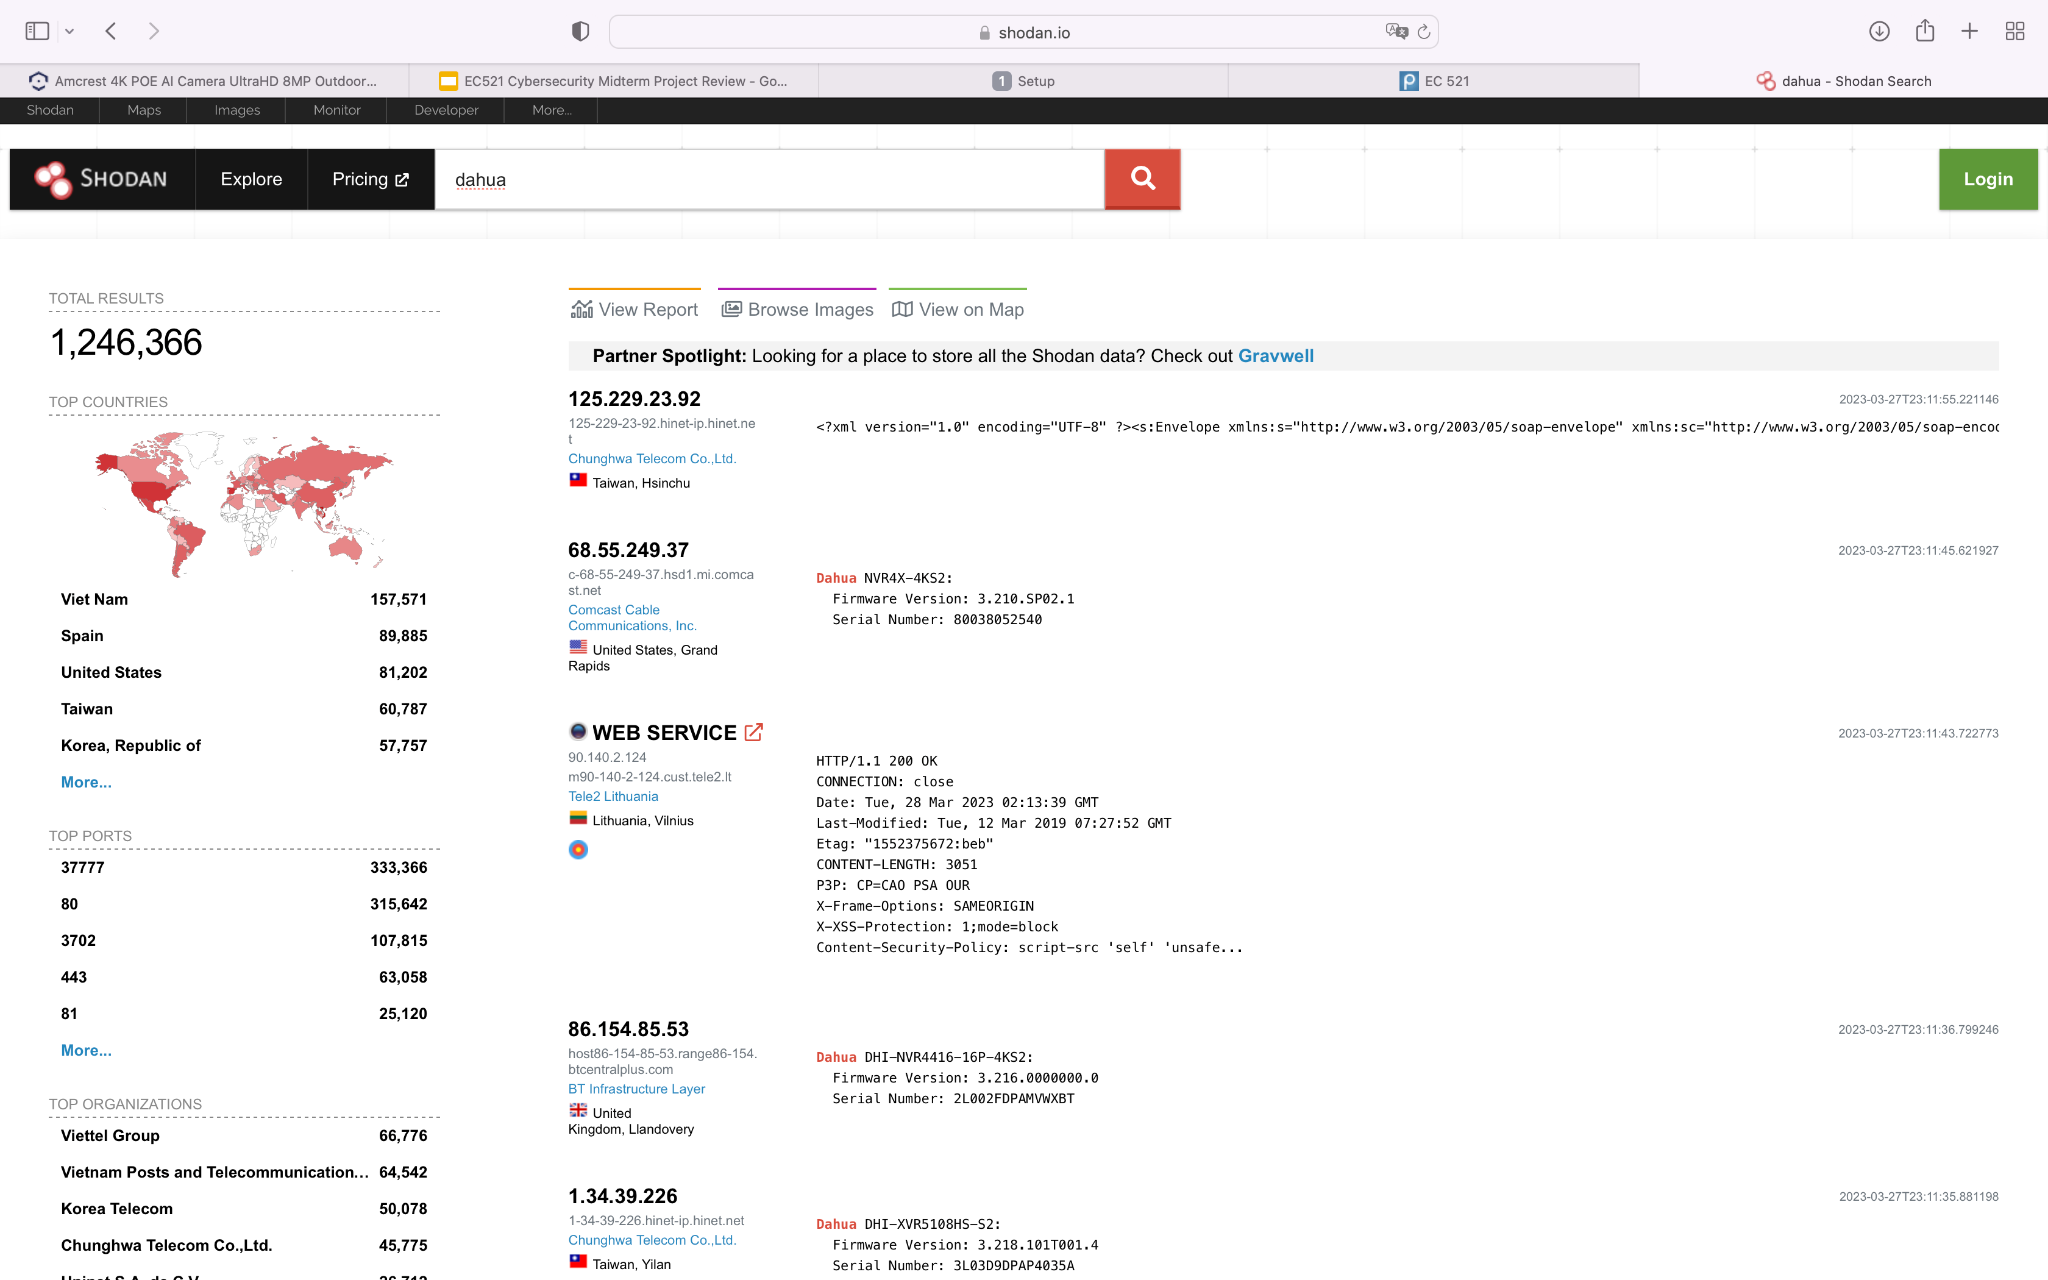 shodan.io
Amcrest 4K POE AI Camera UltraHD 8MP Outdoor...
EC521 Cybersecurity Midterm Project Review - Go...
1 Setup
EC 521
dahua - Shodan Search
Shodan
Maps
Images
Monitor
Developer
More...
SHODAN
Explore
Pricing
dahua
Login
TOTAL RESULTS
1,246,366
TOP COUNTRIES
Viet Nam 157,571
Spain 89,885
United States 81,202
Taiwan 60,787
Korea, Republic of 57,757
More...
TOP PORTS
37777 333,366
80 315,642
3702 107,815
443 63,058
81 25,120
More...
TOP ORGANIZATIONS
Viettel Group 66,776
Vietnam Posts and Telecommunication... 64,542
Korea Telecom 50,078
Chunghwa Telecom Co.,Ltd. 45,775
View Report
Browse Images
View on Map
Partner Spotlight: Looking for a place to store all the Shodan data? Check out Gravwell
125.229.23.92
2023-03-27T23:11:55.221146
125-229-23-92.hinet-ip.hinet.ne
t
Chunghwa Telecom Co.,Ltd.
Taiwan, Hsinchu
<?xml version="1.0" encoding="UTF-8" ?><s:Envelope xmlns:s="http://www.w3.org/2003/05/soap-envelope" xmlns:sc="http://www.w3.org/2003/05/soap-encod
68.55.249.37
2023-03-27T23:11:45.621927
c-68-55-249-37.hsd1.mi.comca
st.net
Comcast Cable
Communications, Inc.
United States, Grand
Rapids
Dahua NVR4X-4KS2:
Firmware Version: 3.210.SP02.1
Serial Number: 80038052540
WEB SERVICE
2023-03-27T23:11:43.722773
90.140.2.124
m90-140-2-124.cust.tele2.lt
Tele2 Lithuania
Lithuania, Vilnius
HTTP/1.1 200 OK
CONNECTION: close
Date: Tue, 28 Mar 2023 02:13:39 GMT
Last-Modified: Tue, 12 Mar 2019 07:27:52 GMT
Etag: "1552375672:beb"
CONTENT-LENGTH: 3051
P3P: CP=CAO PSA OUR
X-Frame-Options: SAMEORIGIN
X-XSS-Protection: 1;mode=block
Content-Security-Policy: script-src 'self' 'unsafe...
86.154.85.53
2023-03-27T23:11:36.799246
host86-154-85-53.range86-154.
btcentralplus.com
BT Infrastructure Layer
United
Kingdom, Llandovery
Dahua DHI-NVR4416-16P-4KS2:
Firmware Version: 3.216.0000000.0
Serial Number: 2L002FDPAMVWXBT
1.34.39.226
2023-03-27T23:11:35.881198
1-34-39-226.hinet-ip.hinet.net
Chunghwa Telecom Co.,Ltd.
Taiwan, Yilan
Dahua DHI-XVR5108HS-S2:
Firmware Version: 3.218.101T001.4
Serial Number: 3L03D9DPAP4035A